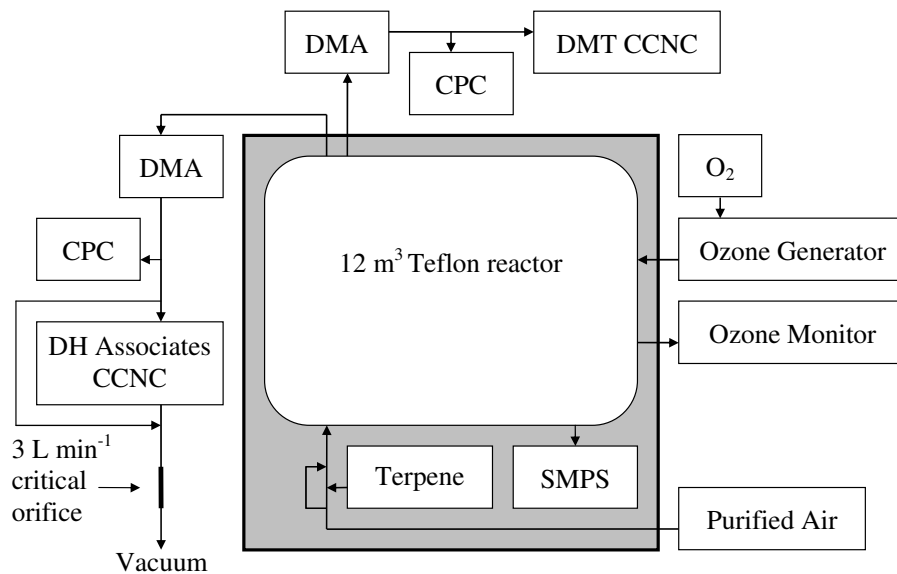 DMA
DMT CCNC
CPC
DMA
O₂
CPC
12 m³ Teflon reactor
Ozone Generator
Ozone Monitor
DH Associates
CCNC
3 L min⁻¹
critical
orifice
Terpene
SMPS
Purified Air
Vacuum